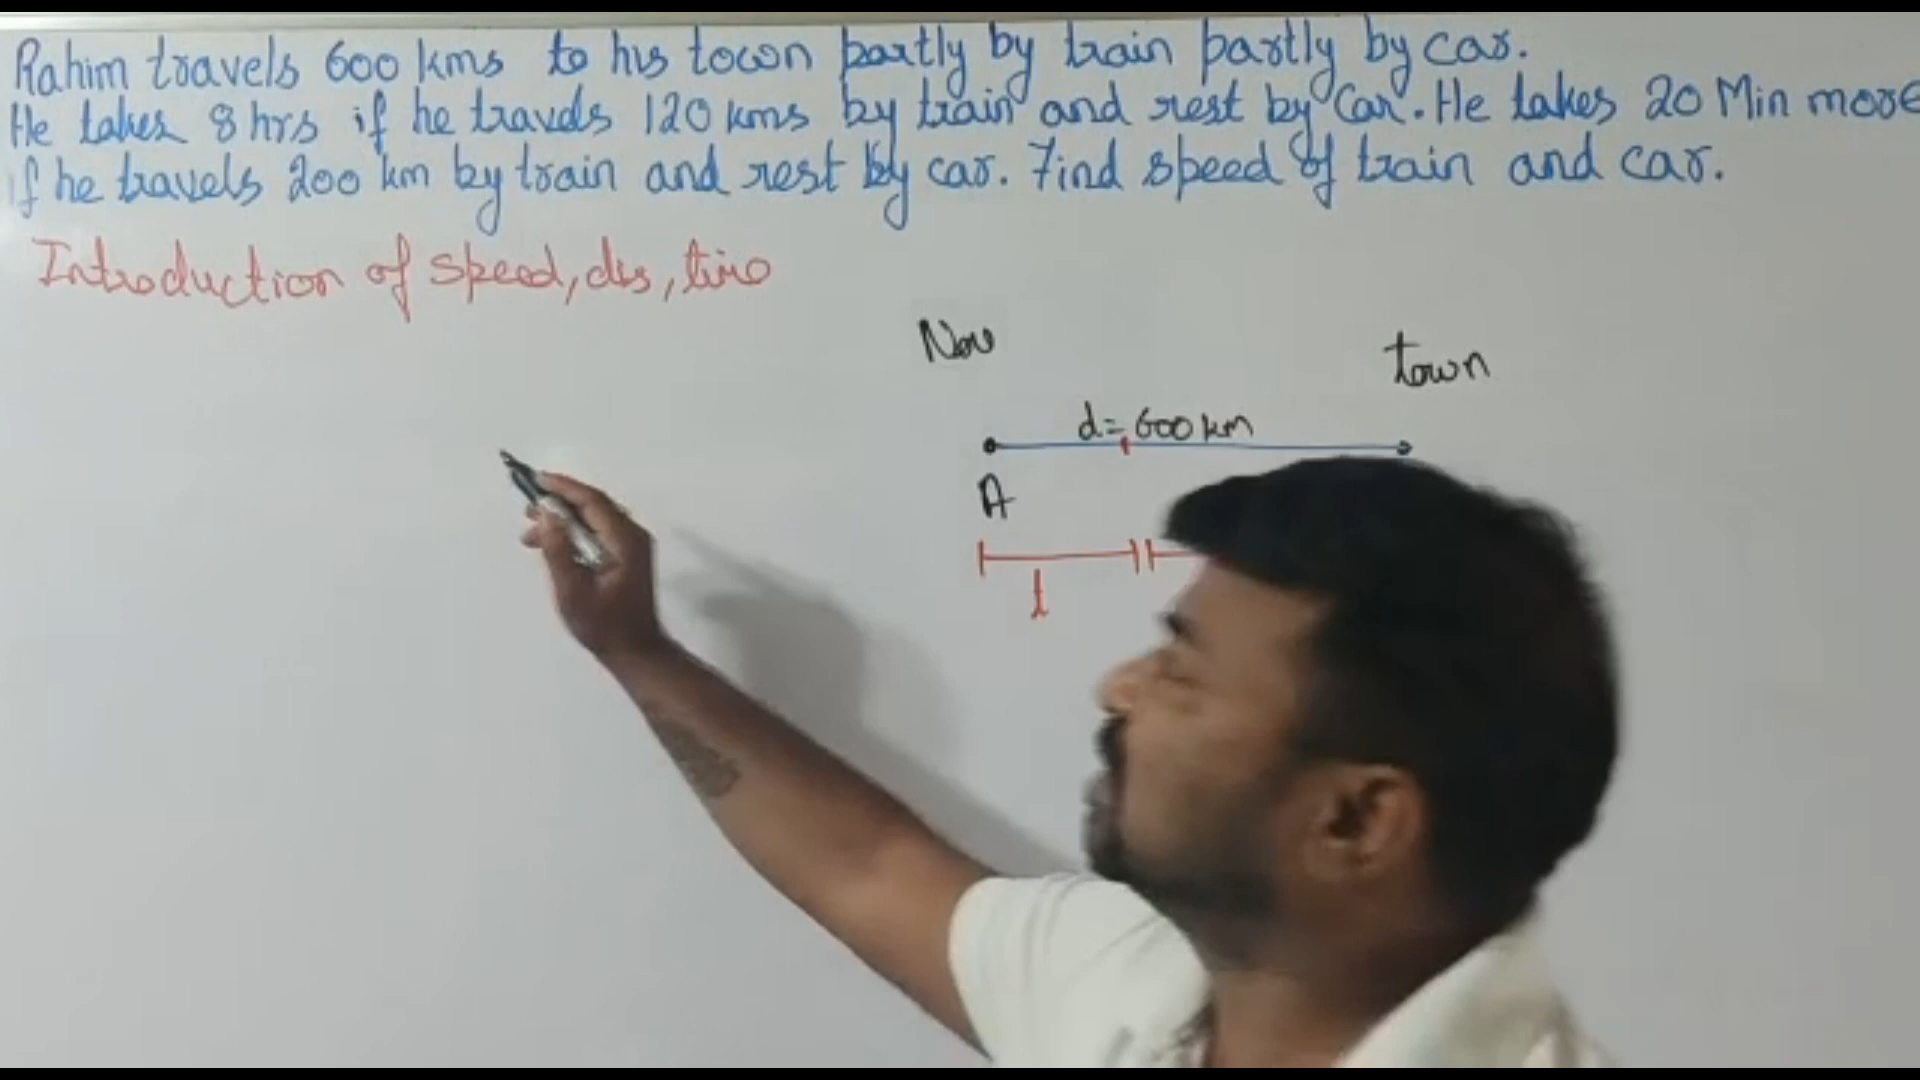 Rahim travels 600 kms to his town partly by train partly by car.
He takes 8 hrs if he travels 120 kms by train and rest by Car. He takes 20 Min more
if he travels 200 km by train and rest by car. Find speed of train and car.
Introduction of speed, dis,
town
d= 600 km
A
t